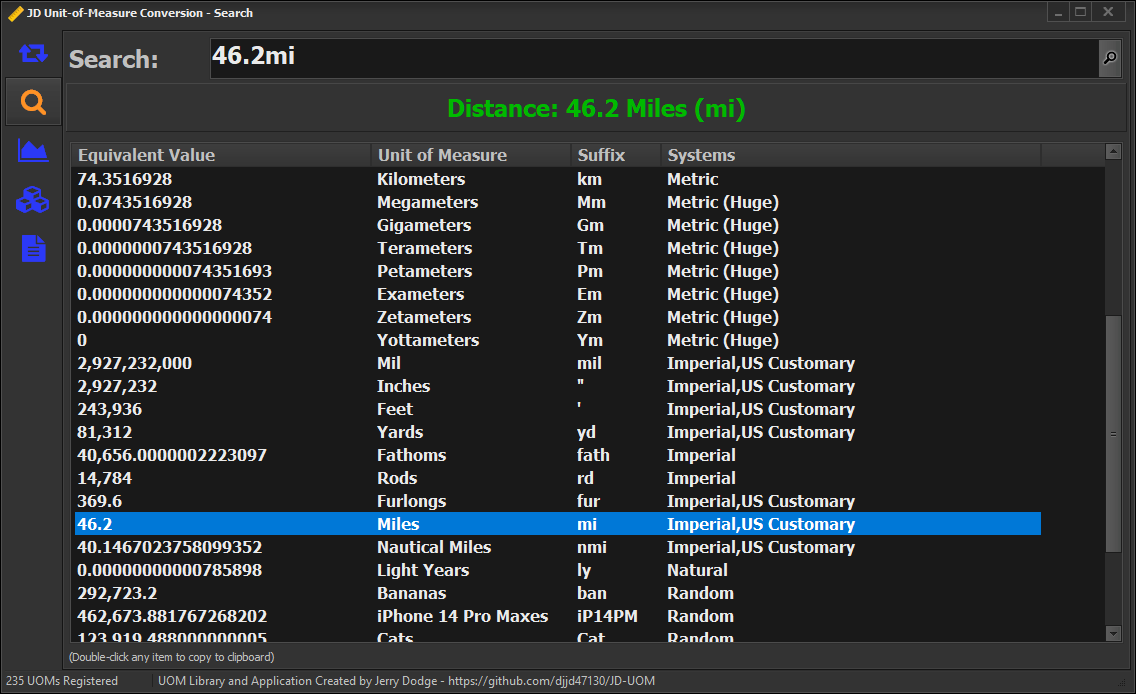 JD Unit-of-Measure Conversion - Search
Search: 46.2mi
Distance: 46.2 Miles (mi)
Equivalent Value Unit of Measure Suffix Systems
74.3516928 Kilometers km Metric
0.0743516928 Megameters Mm Metric (Huge)
0.0000743516928 Gigameters Gm Metric (Huge)
0.0000000743516928 Terameters Tm Metric (Huge)
0.000000000074351693 Petameters Pm Metric (Huge)
0.000000000000074352 Exameters Em Metric (Huge)
0.000000000000000074 Zetameters Zm Metric (Huge)
0 Yottameters Ym Metric (Huge)
2,927,232,000 Mil mil Imperial,US Customary
2,927,232 Inches " Imperial,US Customary
243,936 Feet ' Imperial,US Customary
81,312 Yards yd Imperial,US Customary
40,656.0000002223097 Fathoms fath Imperial
14,784 Rods rd Imperial
369.6 Furlongs fur Imperial,US Customary
46.2 Miles mi Imperial,US Customary
40.1467023758099352 Nautical Miles nmi Imperial,US Customary
0.00000000000785898 Light Years ly Natural
292,723.2 Bananas ban Random
462,673.881767268202 iPhone 14 Pro Maxes iP14PM Random
123,919.488000000005 Cats Cat Random
(Double-click any item to copy to clipboard)
235 UOMs Registered UOM Library and Application Created by Jerry Dodge - https://github.com/djjd47130/JD-UOM